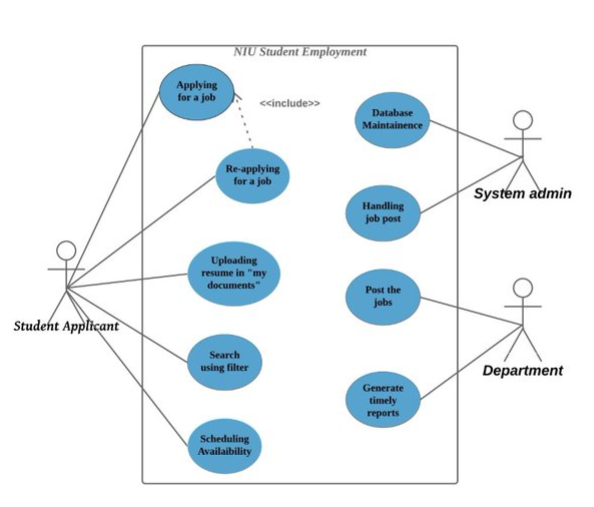 NIU Student Employment
Applying
for a job
<<include>>
Database
Maintainence
Re-applying
for a job
System admin
Handling
job post
Uploading
resume in "my
documents"
Post the
jobs
Student Applicant
Search
using filter
Department
Generate
timely
reports
Scheduling
Availaibility